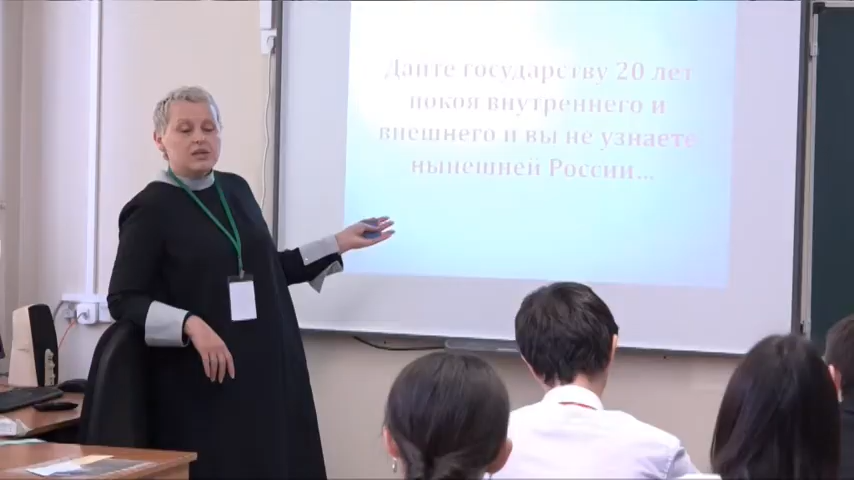 Дайте государству 20 лет
покоя внутреннего и
внешнего и вы не узнаете
нынешней России...